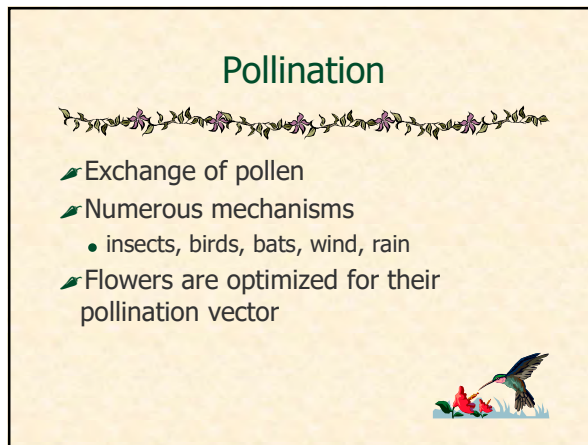 Pollination
Exchange of pollen
Numerous mechanisms
• insects, birds, bats, wind, rain
Flowers are optimized for their
pollination vector